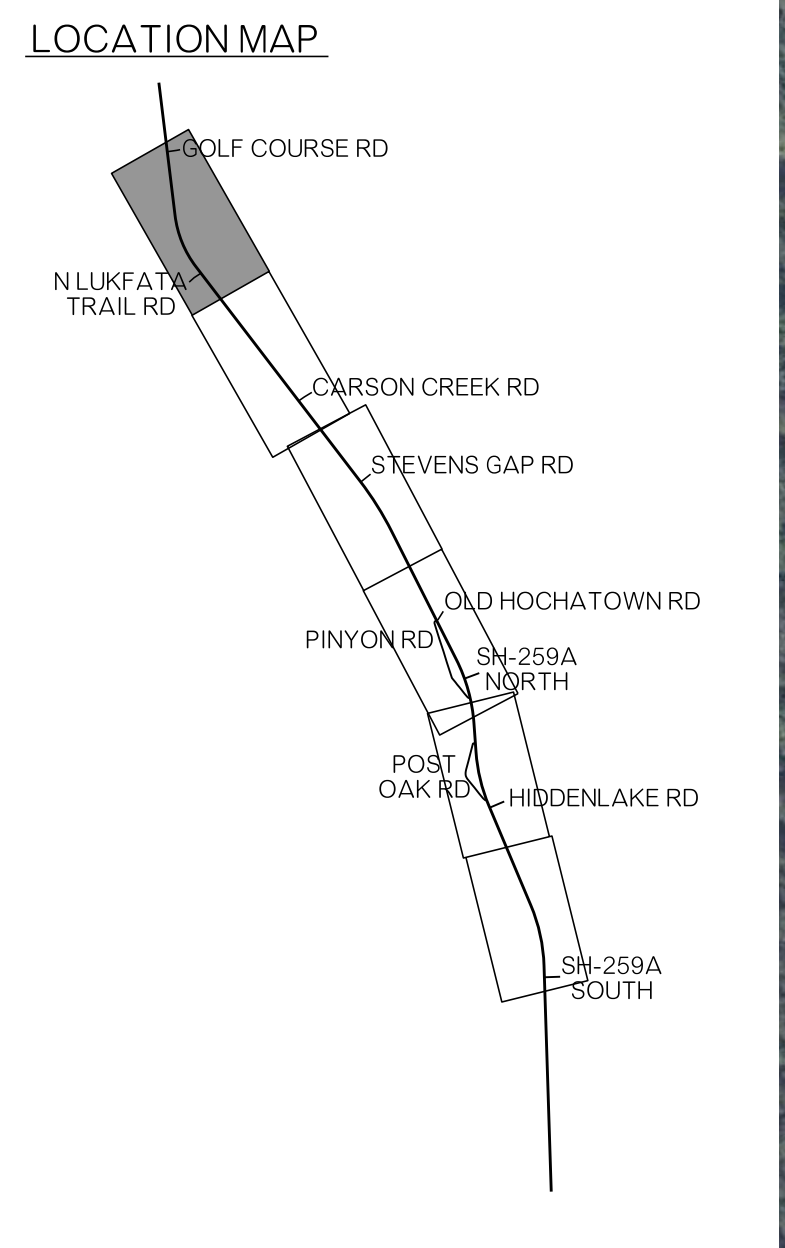 LOCATION MAP
GOLF COURSE RD
N LUKFATA
TRAIL RD
CARSON CREEK RD
STEVENS GAP RD
OLD HOCHATOWN RD
PINYON RD
SH-259A
NORTH
POST
OAK RD
HIDDENLAKE RD
SH-259A
SOUTH